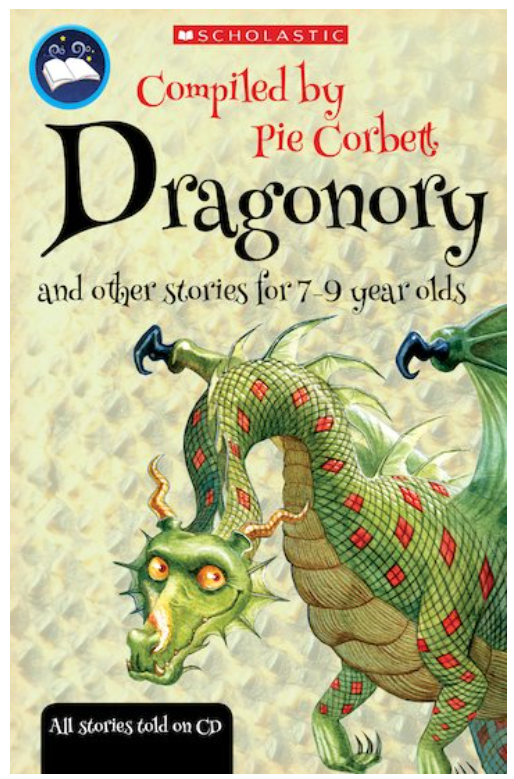 SCHOLASTIC
Compiled by
Pie Corbett
Dragonory
and other stories for 7-9 year olds
All stories told on CD